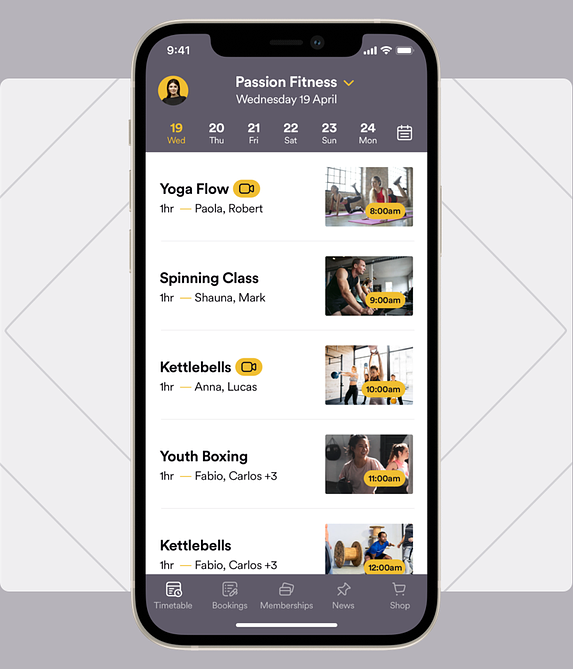 9:41
Passion Fitness
Wednesday 19 April
19 20 21 22 23 24
Wed Thu Fri Sat Sun Mon
Yoga Flow
1hr — Paola, Robert
8:00am
Spinning Class
1hr — Shauna, Mark
9:00am
Kettlebells
1hr — Anna, Lucas
10:00am
Youth Boxing
1hr — Fabio, Carlos +3
11:00am
Kettlebells
1hr — Fabio, Carlos +3
12:00am
Timetable Bookings Memberships News Shop